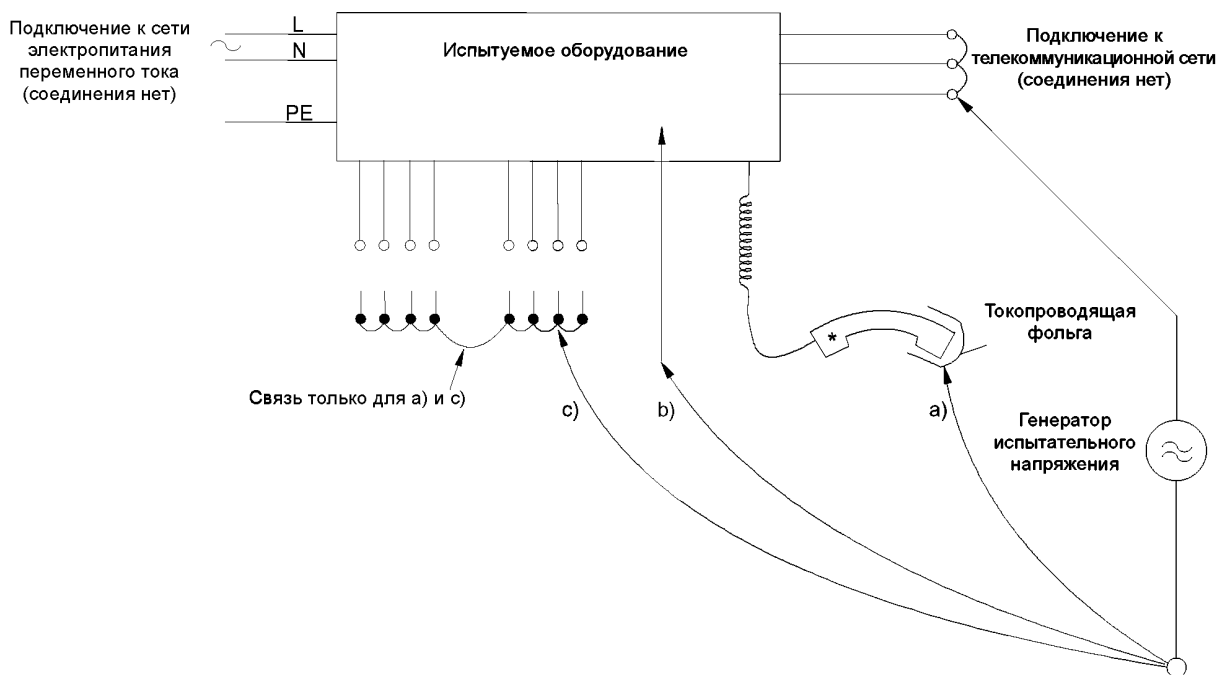 Подключение к сети
электропитания
переменного тока
(соединения нет)
L
N
PE
Испытуемое оборудование
Подключение к
телекоммуникационной сети
(соединения нет)
*
Токопроводящая
фольга
Связь только для a) и c)
c)
b)
a)
Генератор
испытательного
напряжения